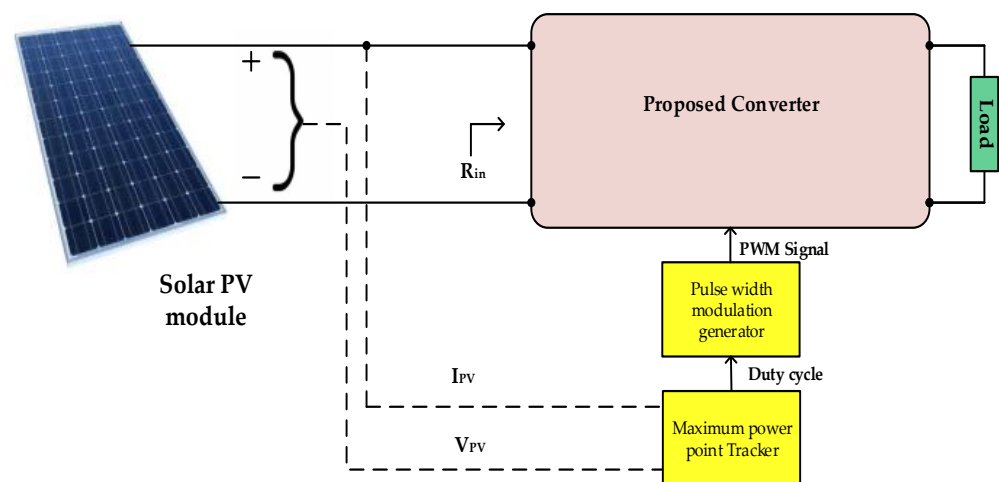 +
−
Proposed Converter
Load
Rin
PWM Signal
Solar PV
module
Pulse width
modulation
generator
Duty cycle
IPV
Maximum power
point Tracker
VPV